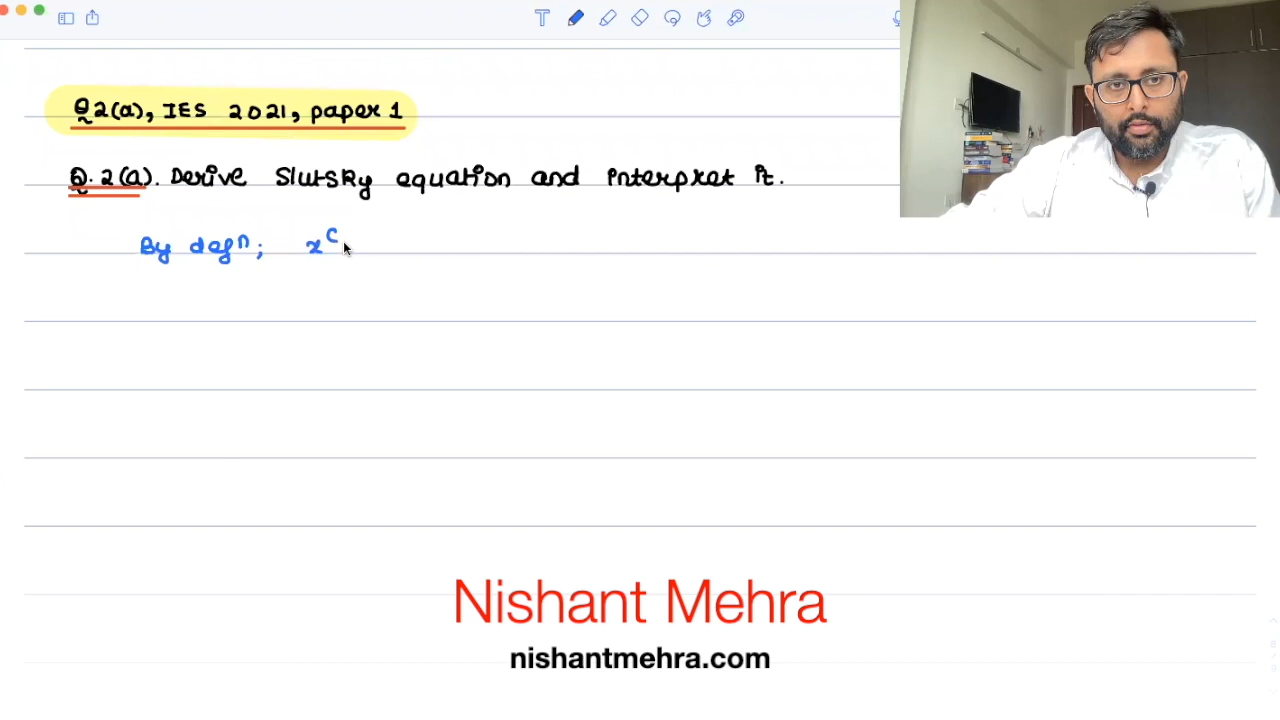 Q2(a), IES 2021, paper 1
Q. 2(a). Derive Slutsky equation and interpret it.
By defn; x^c
Nishant Mehra
nishantmehra.com